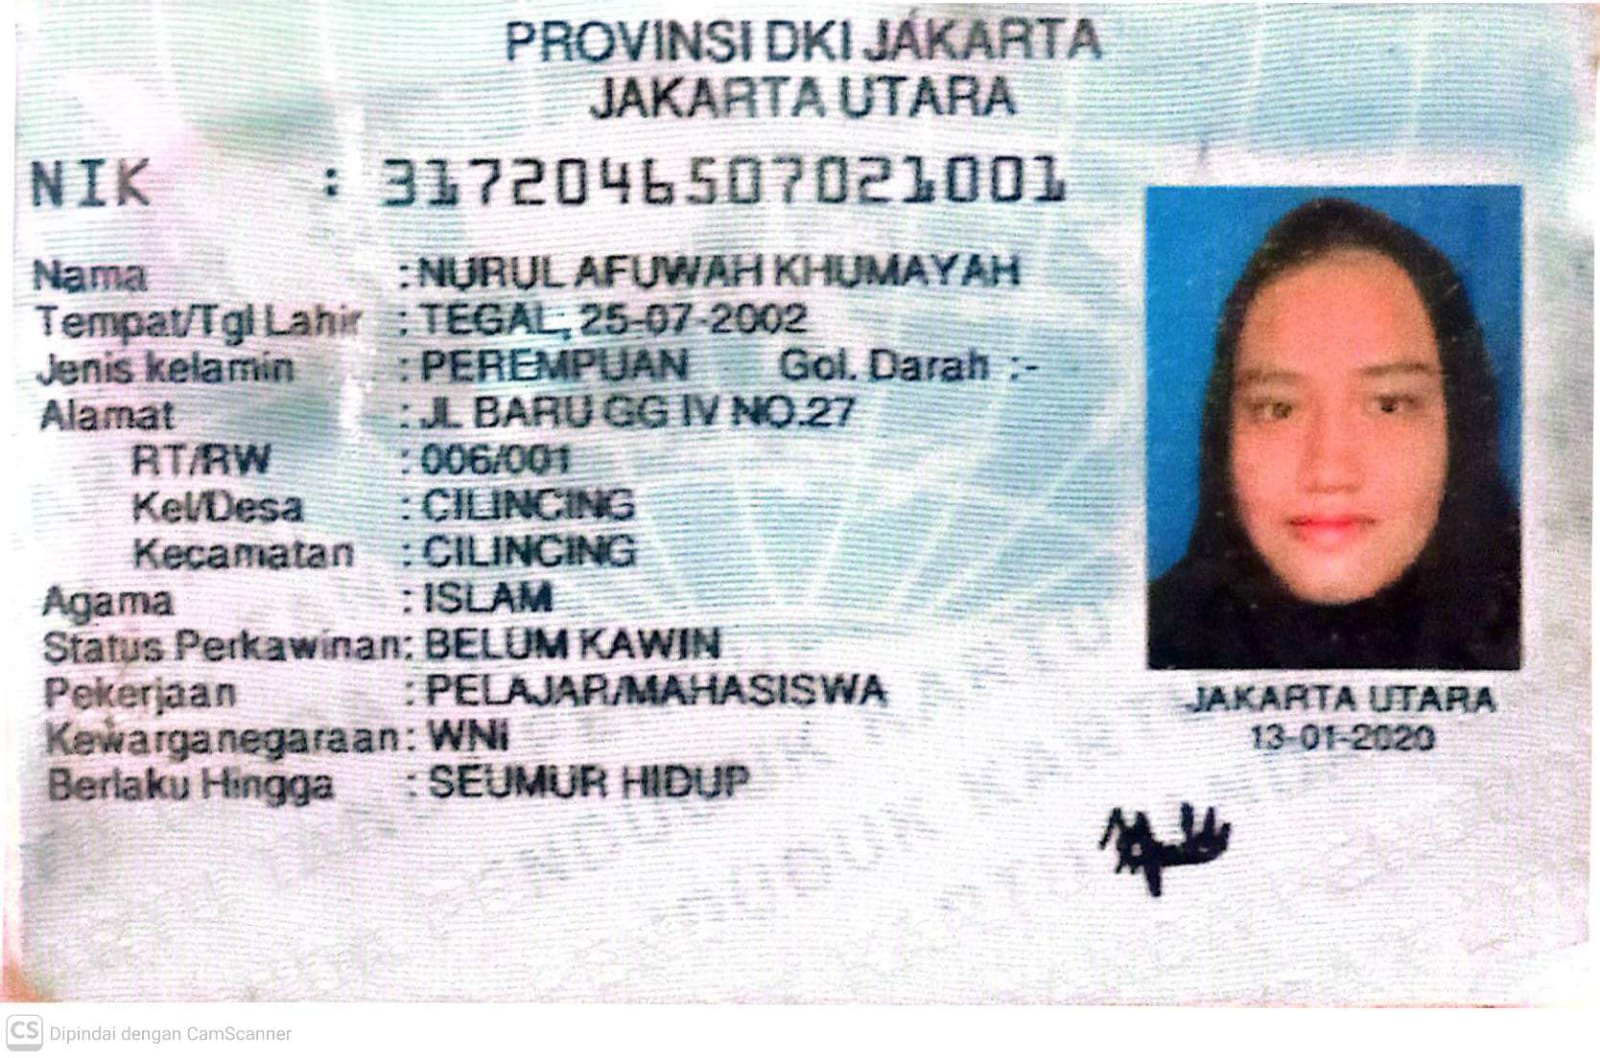 PROVINSI DKI JAKARTA
JAKARTA UTARA
NIK : 3172046507021001
Nama : NURUL AFUWAH KHUMAYAH
Tempat/Tgl Lahir : TEGAL, 25-07-2002
Jenis kelamin : PEREMPUAN Gol. Darah :-
Alamat : JL BARU GG IV NO.27
RT/RW : 006/001
Kel/Desa : CILINCING
Kecamatan : CILINCING
Agama : ISLAM
Status Perkawinan: BELUM KAWIN
Pekerjaan : PELAJAR/MAHASISWA
Kewarganegaraan: WNI
Berlaku Hingga : SEUMUR HIDUP
JAKARTA UTARA
13-01-2020
CS Dipindai dengan CamScanner